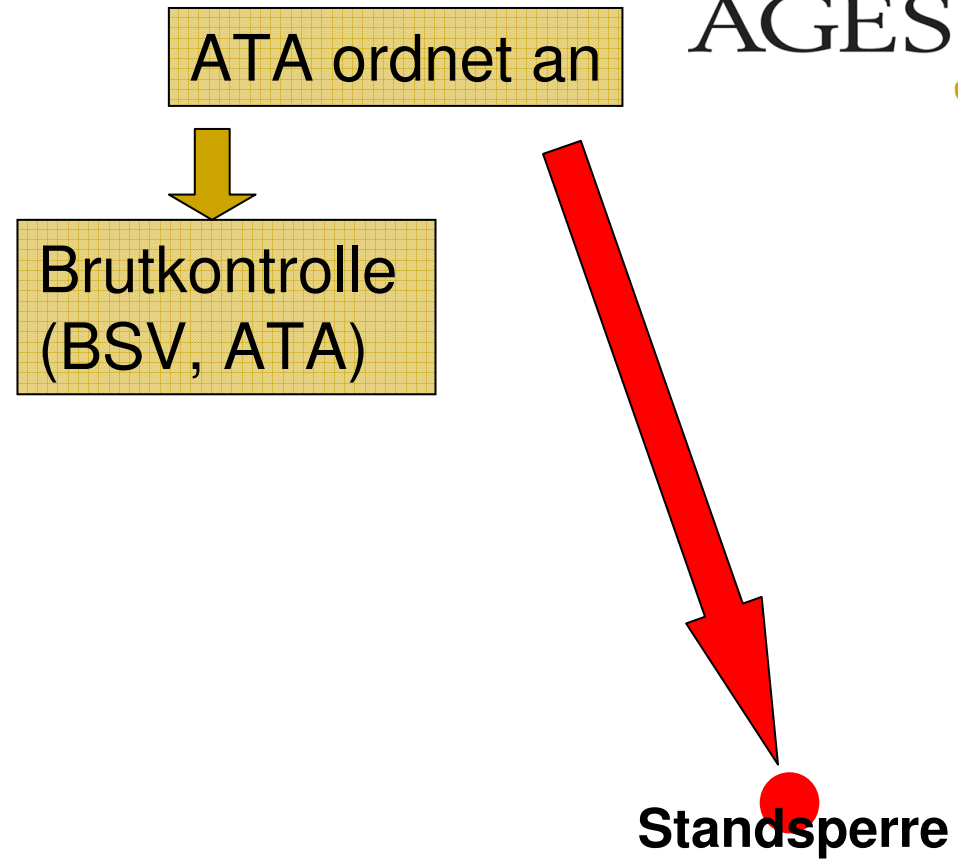 AGES
ATA ordnet an
Brutkontrolle
(BSV, ATA)
Standsperre